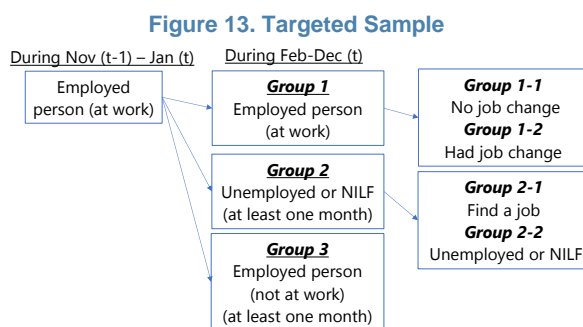 Figure 13. Targeted Sample
During Nov (t-1) – Jan (t)
During Feb-Dec (t)
Employed
person (at work)
Group 1
Employed person
(at work)
Group 2
Unemployed or NILF
(at least one month)
Group 3
Employed person
(not at work)
(at least one month)
Group 1-1
No job change
Group 1-2
Had job change
Group 2-1
Find a job
Group 2-2
Unemployed or NILF